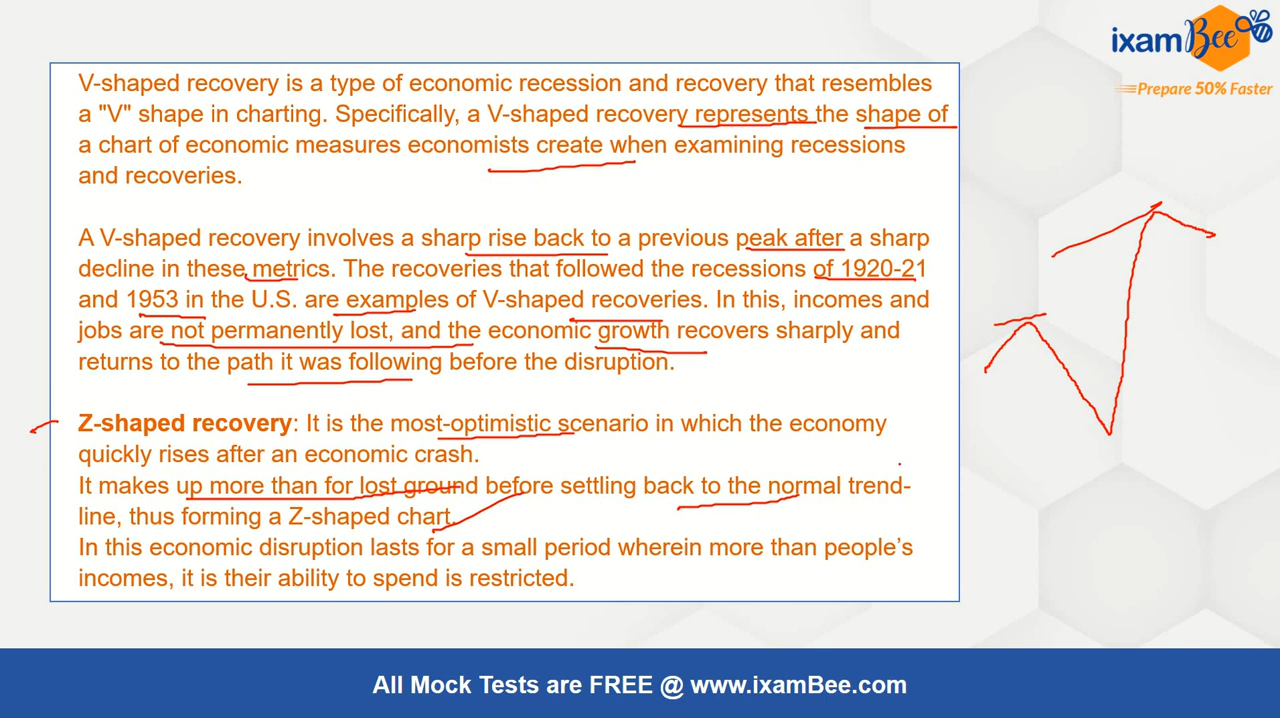 ixamBee
Prepare 50% Faster
V-shaped recovery is a type of economic recession and recovery that resembles
a "V" shape in charting. Specifically, a V-shaped recovery represents the shape of
a chart of economic measures economists create when examining recessions
and recoveries.
A V-shaped recovery involves a sharp rise back to a previous peak after a sharp
decline in these metrics. The recoveries that followed the recessions of 1920-21
and 1953 in the U.S. are examples of V-shaped recoveries. In this, incomes and
jobs are not permanently lost, and the economic growth recovers sharply and
returns to the path it was following before the disruption.
Z-shaped recovery: It is the most-optimistic scenario in which the economy
quickly rises after an economic crash.
It makes up more than for lost ground before settling back to the normal trend-
line, thus forming a Z-shaped chart.
In this economic disruption lasts for a small period wherein more than people’s
incomes, it is their ability to spend is restricted.
All Mock Tests are FREE @ www.ixamBee.com